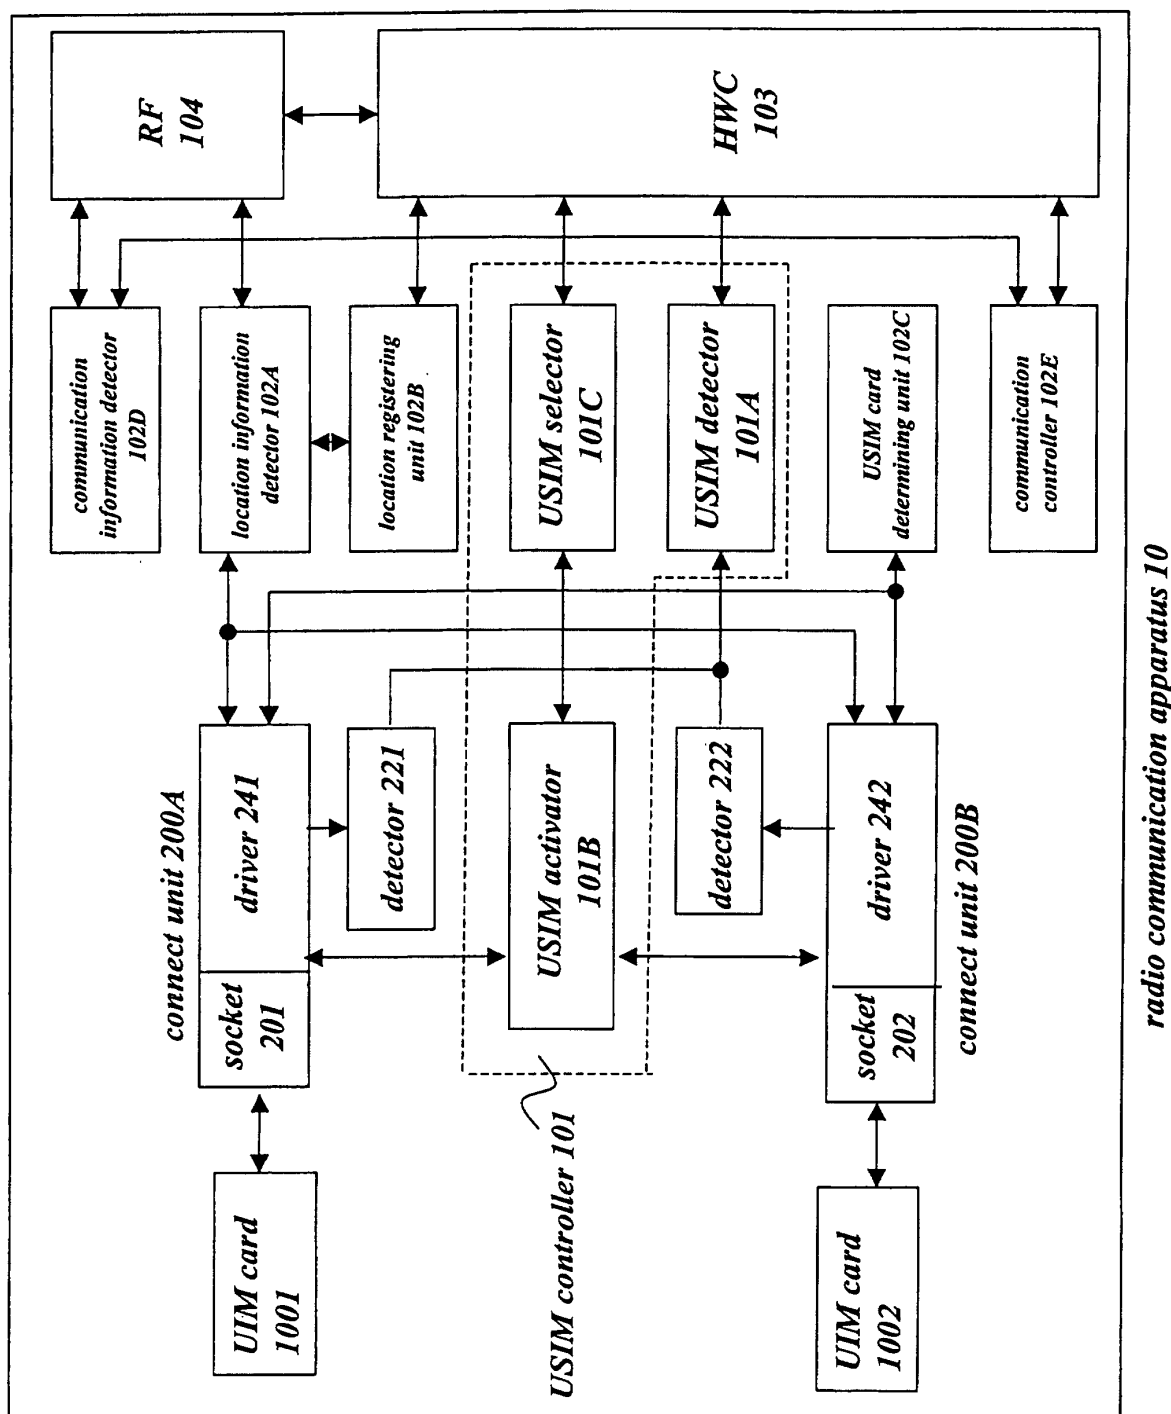 RF
104
HWC
103
communication
information detector
102D
location information
detector 102A
location registering
unit 102B
USIM selector
101C
USIM detector
101A
USIM card
determining unit 102C
communication
controller 102E
connect unit 200A
driver 241
socket
201
detector 221
USIM activator
101B
detector 222
driver 242
socket
202
connect unit 200B
UIM card
1001
USIM controller 101
UIM card
1002
radio communication apparatus 10